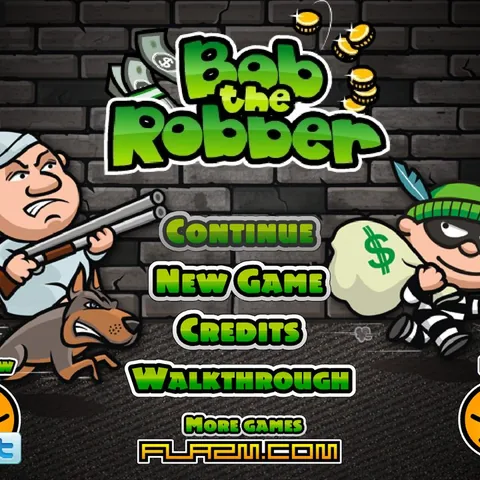 Bob
the
Robber
$
Continue
New Game
Credits
Walkthrough
More games
FLAZM.COM